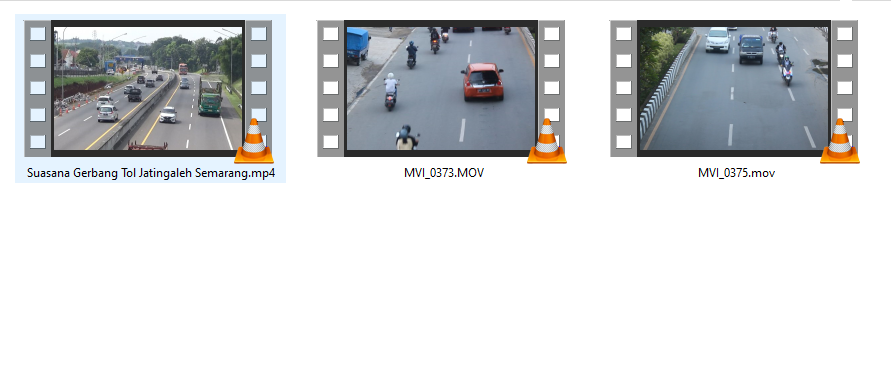 Suasana Gerbang Tol Jatingaleh Semarang.mp4
MVI_0373.MOV
MVI_0375.mov